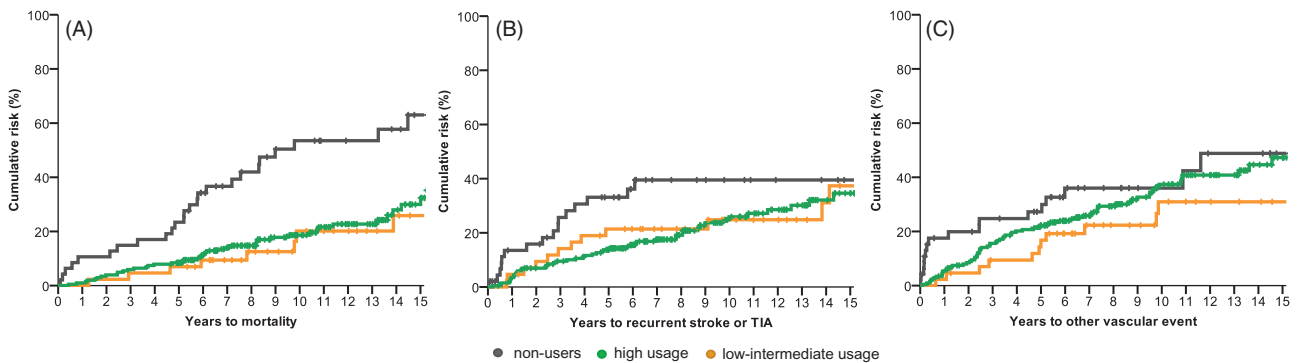 (A)
Cumulative risk (%)
100
80
60
40
20
0
0 1 2 3 4 5 6 7 8 9 10 11 12 13 14 15
Years to mortality
(B)
Cumulative risk (%)
100
80
60
40
20
0
0 1 2 3 4 5 6 7 8 9 10 11 12 13 14 15
Years to recurrent stroke or TIA
(C)
Cumulative risk (%)
100
80
60
40
20
0
0 1 2 3 4 5 6 7 8 9 10 11 12 13 14 15
Years to other vascular event
non-users high usage low-intermediate usage